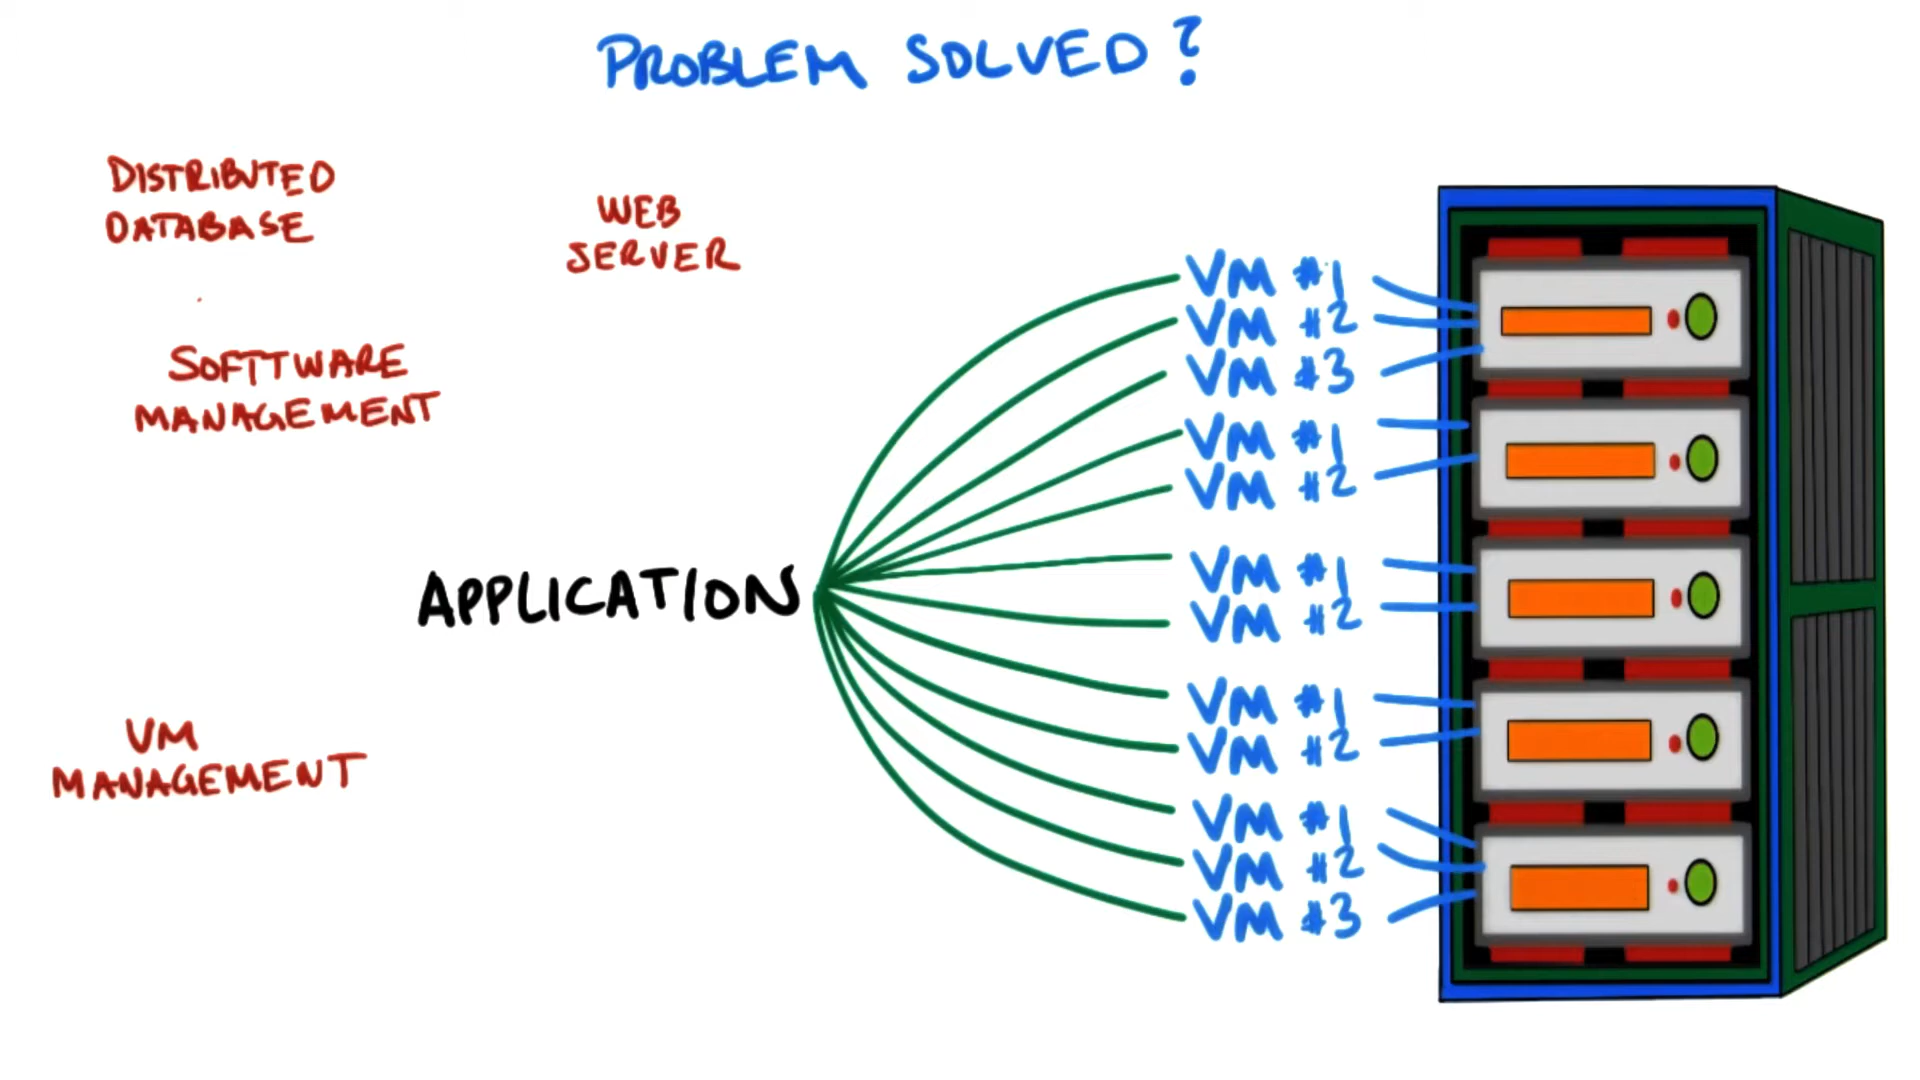 PROBLEM SOLVED?
DISTRIBUTED
DATABASE
WEB
SERVER
SOFTTWARE
MANAGEMENT
APPLICATION
VM
MANAGEMENT
VM #1
VM #2
VM #3
VM #1
VM #2
VM #1
VM #2
VM #1
VM #2
VM #1
VM #2
VM #3